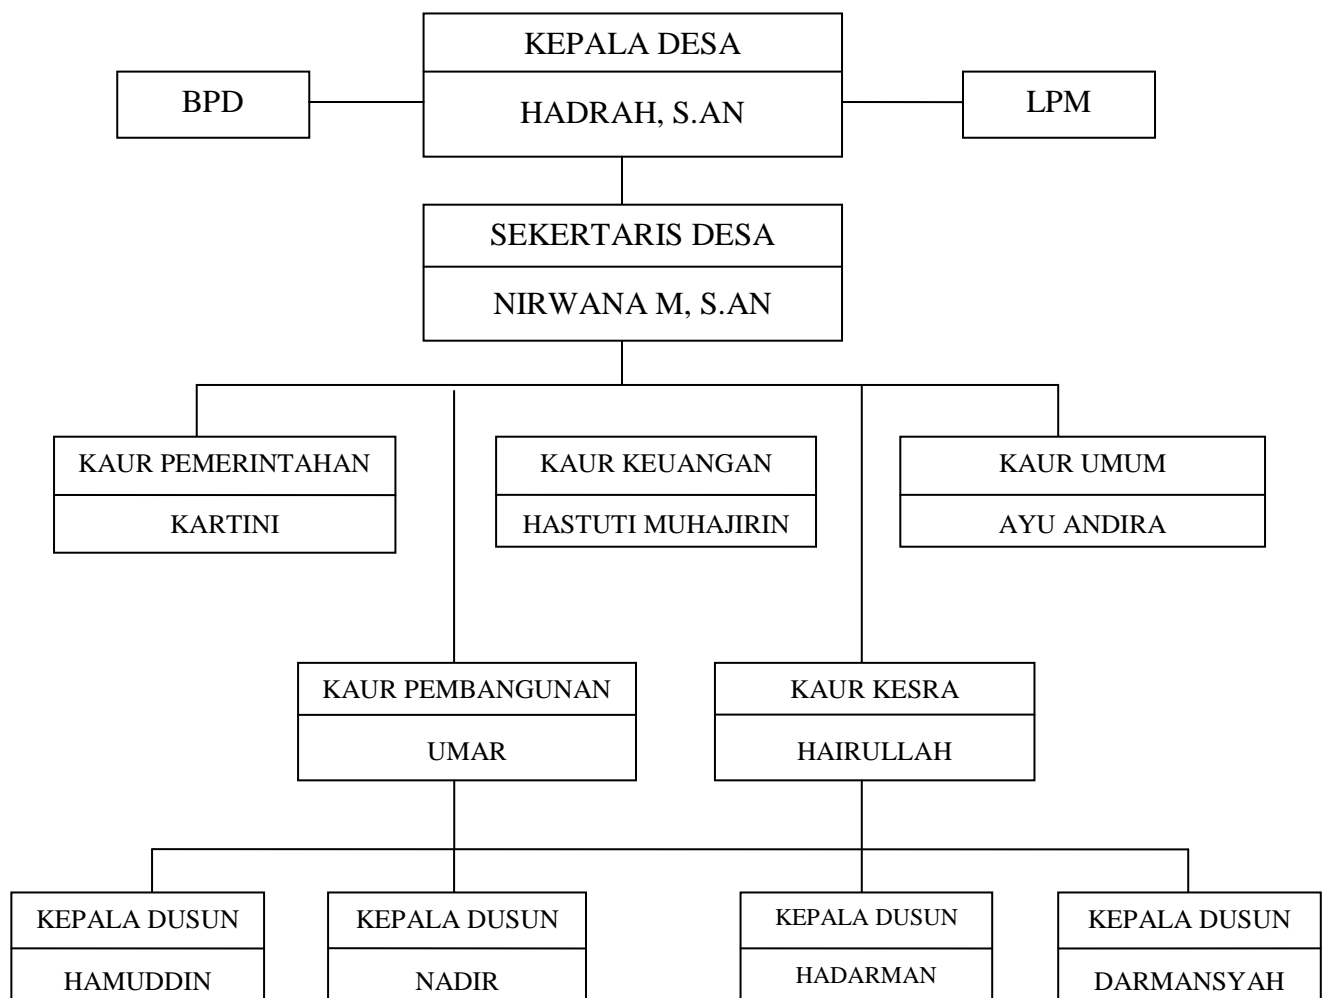 KEPALA DESA
BPD
HADRAH, S.AN
LPM
SEKERTARIS DESA
NIRWANA M, S.AN
KAUR PEMERINTAHAN
KARTINI
KAUR KEUANGAN
HASTUTI MUHAJIRIN
KAUR UMUM
AYU ANDIRA
KAUR PEMBANGUNAN
UMAR
KAUR KESRA
HAIRULLAH
KEPALA DUSUN
HAMUDDIN
KEPALA DUSUN
NADIR
KEPALA DUSUN
HADARMAN
KEPALA DUSUN
DARMANSYAH